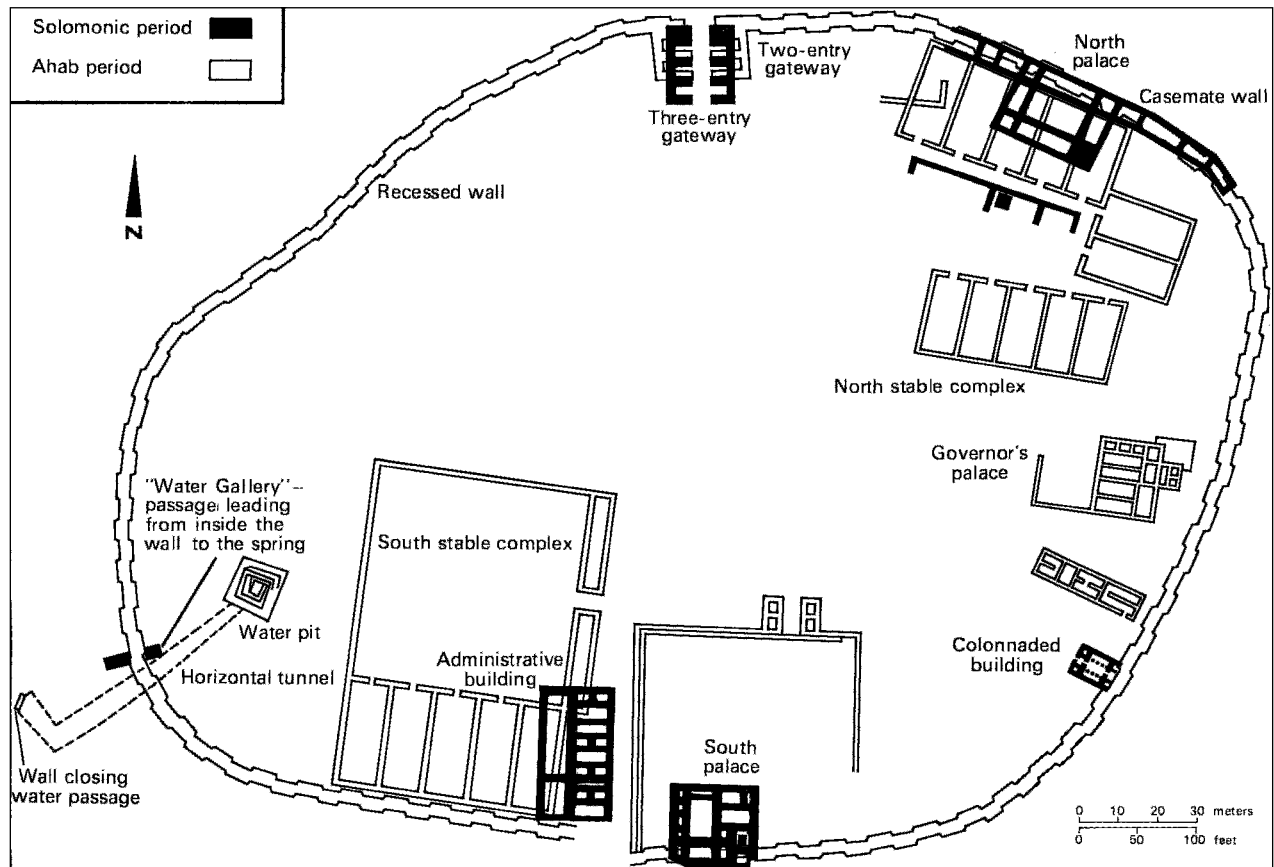 Solomonic period
Ahab period
Two-entry
gateway
North
palace
Casemate wall
Three-entry
gateway
Recessed wall
N
North stable complex
Governor's
palace
"Water Gallery"--
passage leading
from inside the
wall to the spring
South stable complex
Water pit
Colonnaded
building
Administrative
building
Horizontal tunnel
South
palace
Wall closing
water passage
0 10 20 30 meters
0 50 100 feet